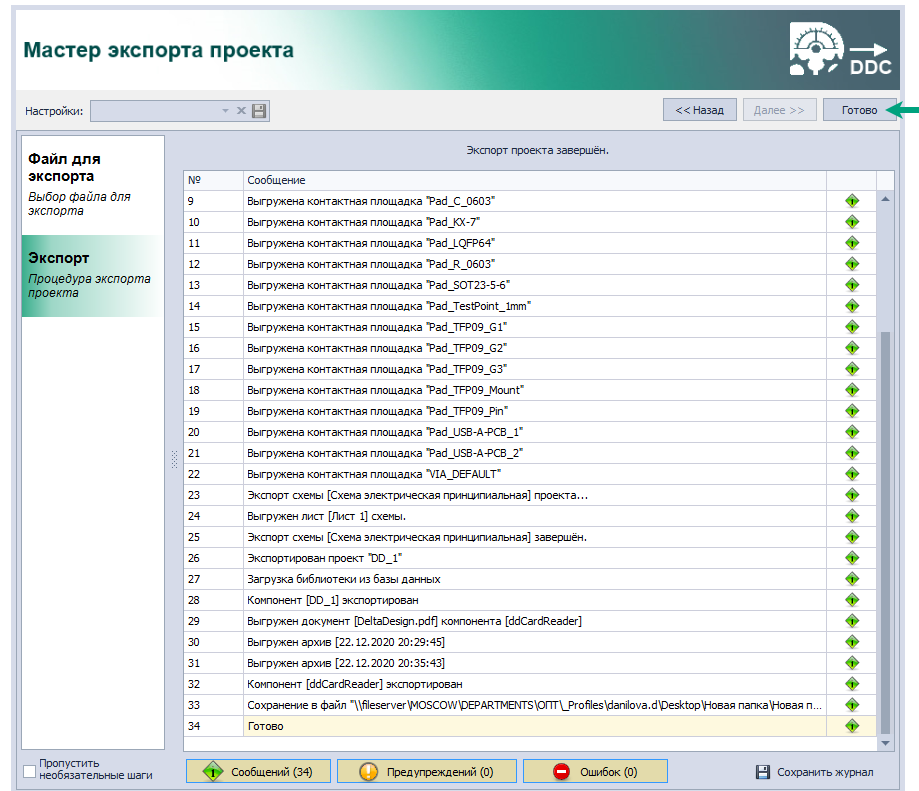 Мастер экспорта проекта
DDC
Настройки:
<< Назад
Далее >>
Готово
Файл для
экспорта
Выбор файла для
экспорта
Экспорт
Процедура экспорта
проекта
Экспорт проекта завершён.
№ Сообщение
9 Выгружена контактная площадка "Pad_C_0603"
10 Выгружена контактная площадка "Pad_KX-7"
11 Выгружена контактная площадка "Pad_LQFP64"
12 Выгружена контактная площадка "Pad_R_0603"
13 Выгружена контактная площадка "Pad_SOT23-5-6"
14 Выгружена контактная площадка "Pad_TestPoint_1mm"
15 Выгружена контактная площадка "Pad_TFP09_G1"
16 Выгружена контактная площадка "Pad_TFP09_G2"
17 Выгружена контактная площадка "Pad_TFP09_G3"
18 Выгружена контактная площадка "Pad_TFP09_Mount"
19 Выгружена контактная площадка "Pad_TFP09_Pin"
20 Выгружена контактная площадка "Pad_USB-A-PCB_1"
21 Выгружена контактная площадка "Pad_USB-A-PCB_2"
22 Выгружена контактная площадка "VIA_DEFAULT"
23 Экспорт схемы [Схема электрическая принципиальная] проекта...
24 Выгружен лист [Лист 1] схемы.
25 Экспорт схемы [Схема электрическая принципиальная] завершён.
26 Экспортирован проект "DD_1"
27 Загрузка библиотеки из базы данных
28 Компонент [DD_1] экспортирован
29 Выгружен документ [DeltaDesign.pdf] компонента [ddCardReader]
30 Выгружен архив [22.12.2020 20:29:45]
31 Выгружен архив [22.12.2020 20:35:43]
32 Компонент [ddCardReader] экспортирован
33 Сохранение в файл "\\fileserver\MOSCOW\DEPARTMENTS\ОПТ\_Profiles\danilova.d\Desktop\Новая папка\Новая п...
34 Готово
Пропустить
необязательные шаги
Сообщений (34)
Предупреждений (0)
Ошибок (0)
Сохранить журнал